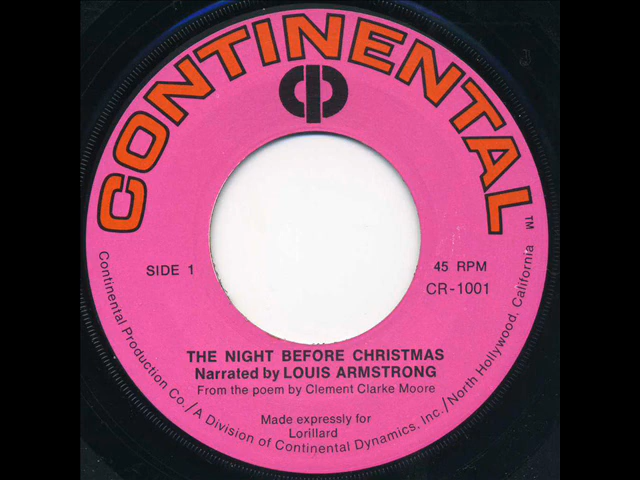 CONTINENTAL
TM
SIDE 1
45 RPM
CR-1001
THE NIGHT BEFORE CHRISTMAS
Narrated by LOUIS ARMSTRONG
From the poem by Clement Clarke Moore
Made expressly for
Lorillard
Continental Production Co./A Division of Continental Dynamics, Inc./North Hollywood, California